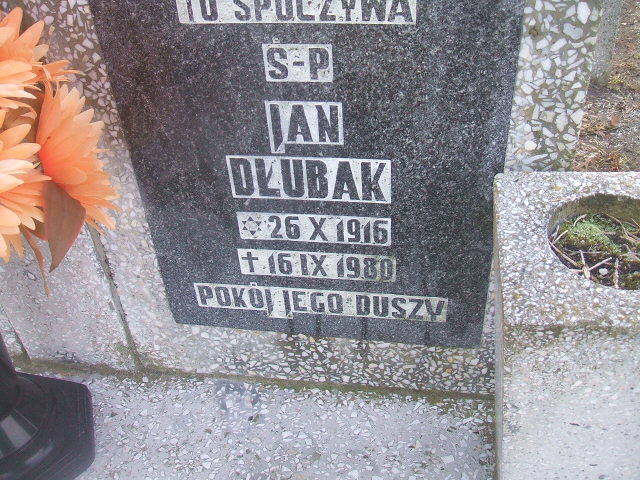 TU SPOCZYWA
Ś-P
JAN
DŁUBAK
✡ 26 X 1916
✝ 16 IX 1980
POKÓJ JEGO DUSZY